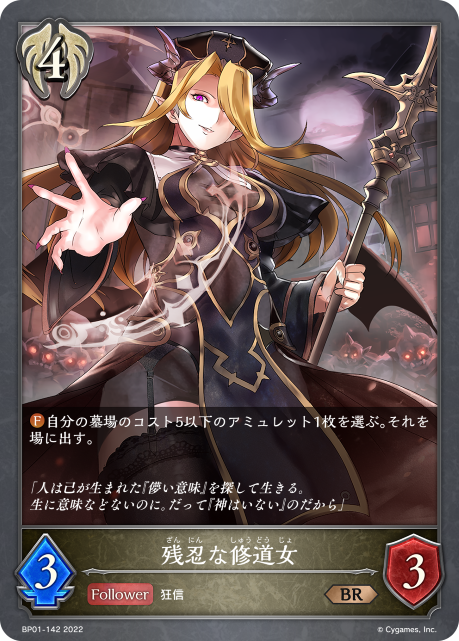 4
F 自分の墓場のコスト5以下のアミュレット1枚を選ぶ。それを
場に出す。
「人は己が生まれた『儚い意味』を探して生きる。
生に意味などないのに。だって『神はいない』のだから」
ざん にん しゅう どう じょ
残忍な修道女
3
Follower 狂信
BR
3
BP01-142 2022
© Cygames, Inc.